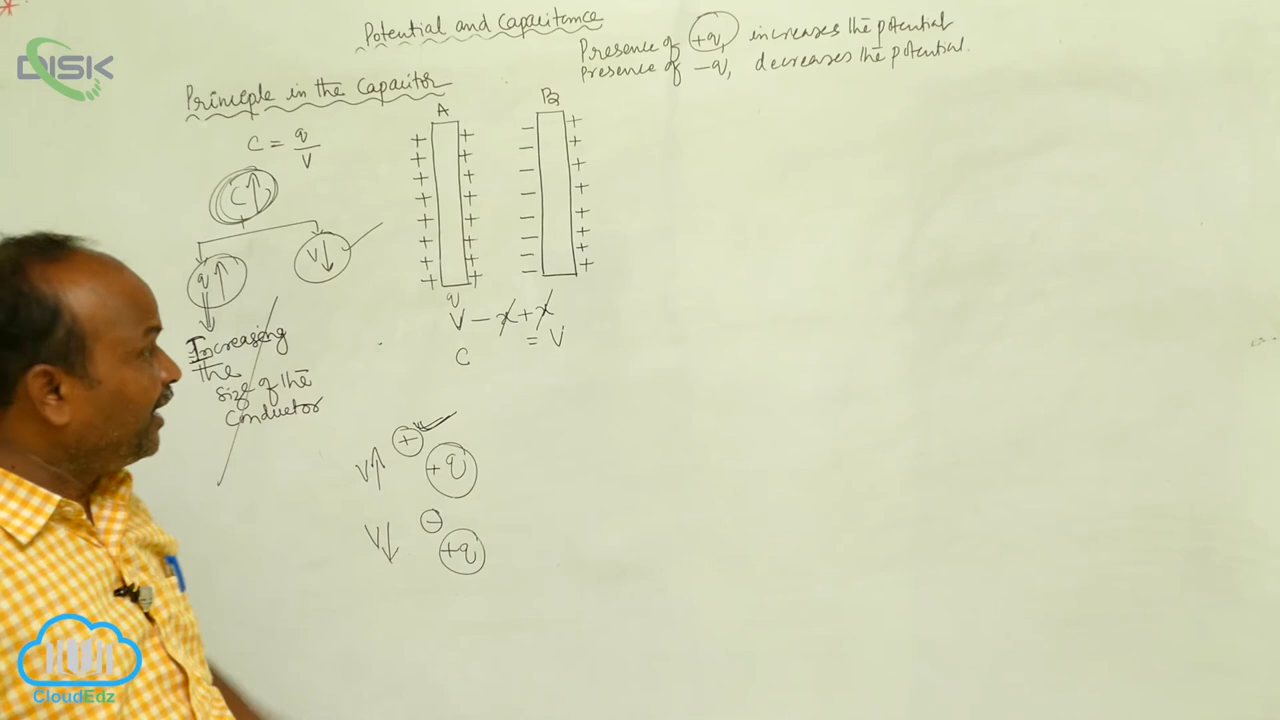 DISK
Potential and Capacitance
Presence of +q, increases the potential
Presence of -q, decreases the potential.
Principle in the Capacitor
A
B
C = q/V
C↑
q↑
V↓
Increasing
the
size of the
Conductor
+ + - +
+ + - +
+ + - +
+ + - +
+ + - +
+ + - +
+ + - +
+ + - +
q
V - x + x
= V
C
+
V↑ +q
-
V↓ +q
CloudEdz